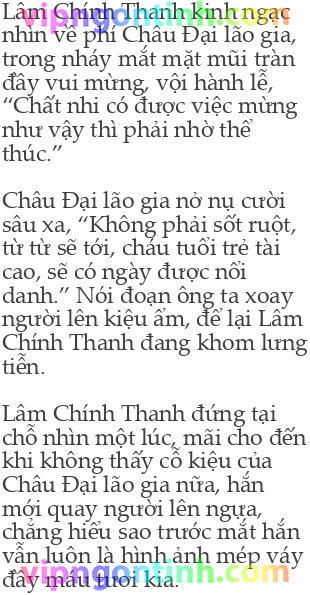 Lâm Chính Thanh kinh ngạc
vipngontinh.com
nhìn về phí Châu Đại lão gia,
trong nháy mắt mặt mũi tràn
đầy vui mừng, vội hành lễ,
“Chất nhi có được việc mừng
như vậy thì phải nhờ thế
thúc.”
Châu Đại lão gia nở nụ cười
sâu xa, “Không phải sốt ruột,
từ từ sẽ tới, cháu tuổi trẻ tài
cao, sẽ có ngày được nổi
danh.” Nói đoạn ông ta xoay
người lên kiệu ẩm, để lại Lâm
Chính Thanh đang khom lưng
tiễn.
Lâm Chính Thanh đứng tại
chỗ nhìn một lúc, mãi cho đến
khi không thấy cỗ kiệu của
Châu Đại lão gia nữa, hắn
mới quay người lên ngựa,
chẳng hiểu sao trước mắt hắn
vẫn luôn là hình ảnh mép váy
vipngontinh.com
đầy máu tươi kia.